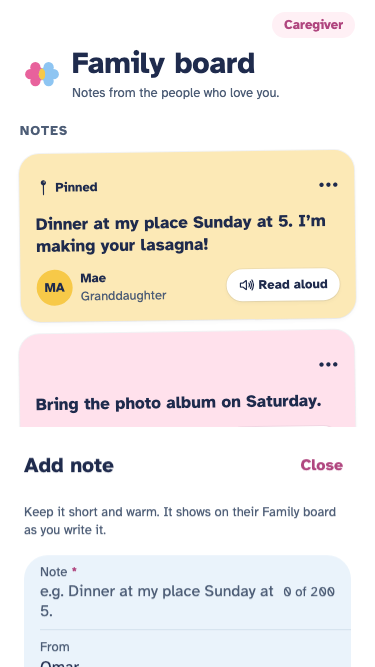 Caregiver
Family board
Notes from the people who love you.
NOTES
Pinned
Dinner at my place Sunday at 5. I’m
making your lasagna!
MA
Mae
Granddaughter
Read aloud
Bring the photo album on Saturday.
Add note
Close
Keep it short and warm. It shows on their Family board
as you write it.
Note *
e.g. Dinner at my place Sunday at
5.
0 of 200
From
Omar